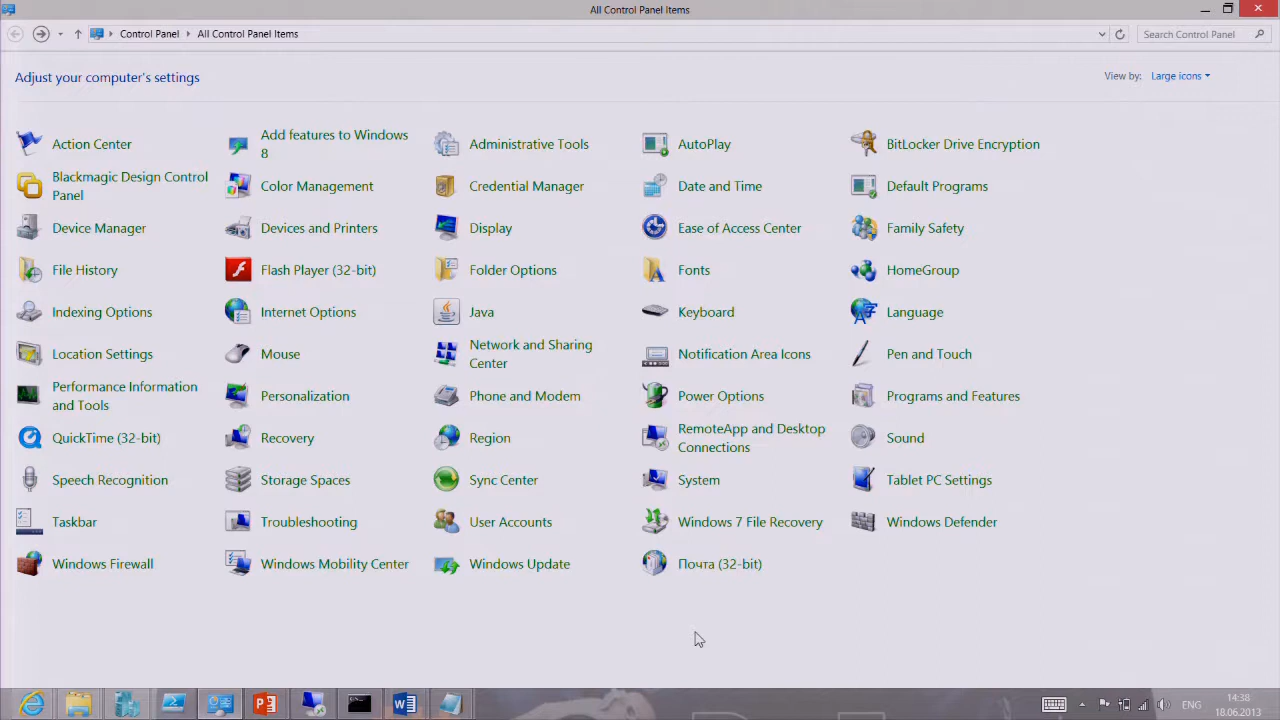 All Control Panel Items
Control Panel All Control Panel Items
Search Control Panel
Adjust your computer's settings
View by: Large icons
Action Center
Add features to Windows
8
Administrative Tools
AutoPlay
BitLocker Drive Encryption
Blackmagic Design Control
Panel
Color Management
Credential Manager
Date and Time
Default Programs
Device Manager
Devices and Printers
Display
Ease of Access Center
Family Safety
File History
Flash Player (32-bit)
Folder Options
Fonts
HomeGroup
Indexing Options
Internet Options
Java
Keyboard
Language
Location Settings
Mouse
Network and Sharing
Center
Notification Area Icons
Pen and Touch
Performance Information
and Tools
Personalization
Phone and Modem
Power Options
Programs and Features
QuickTime (32-bit)
Recovery
Region
RemoteApp and Desktop
Connections
Sound
Speech Recognition
Storage Spaces
Sync Center
System
Tablet PC Settings
Taskbar
Troubleshooting
User Accounts
Windows 7 File Recovery
Windows Defender
Windows Firewall
Windows Mobility Center
Windows Update
Почта (32-bit)
ENG
14:38
18.06.2013